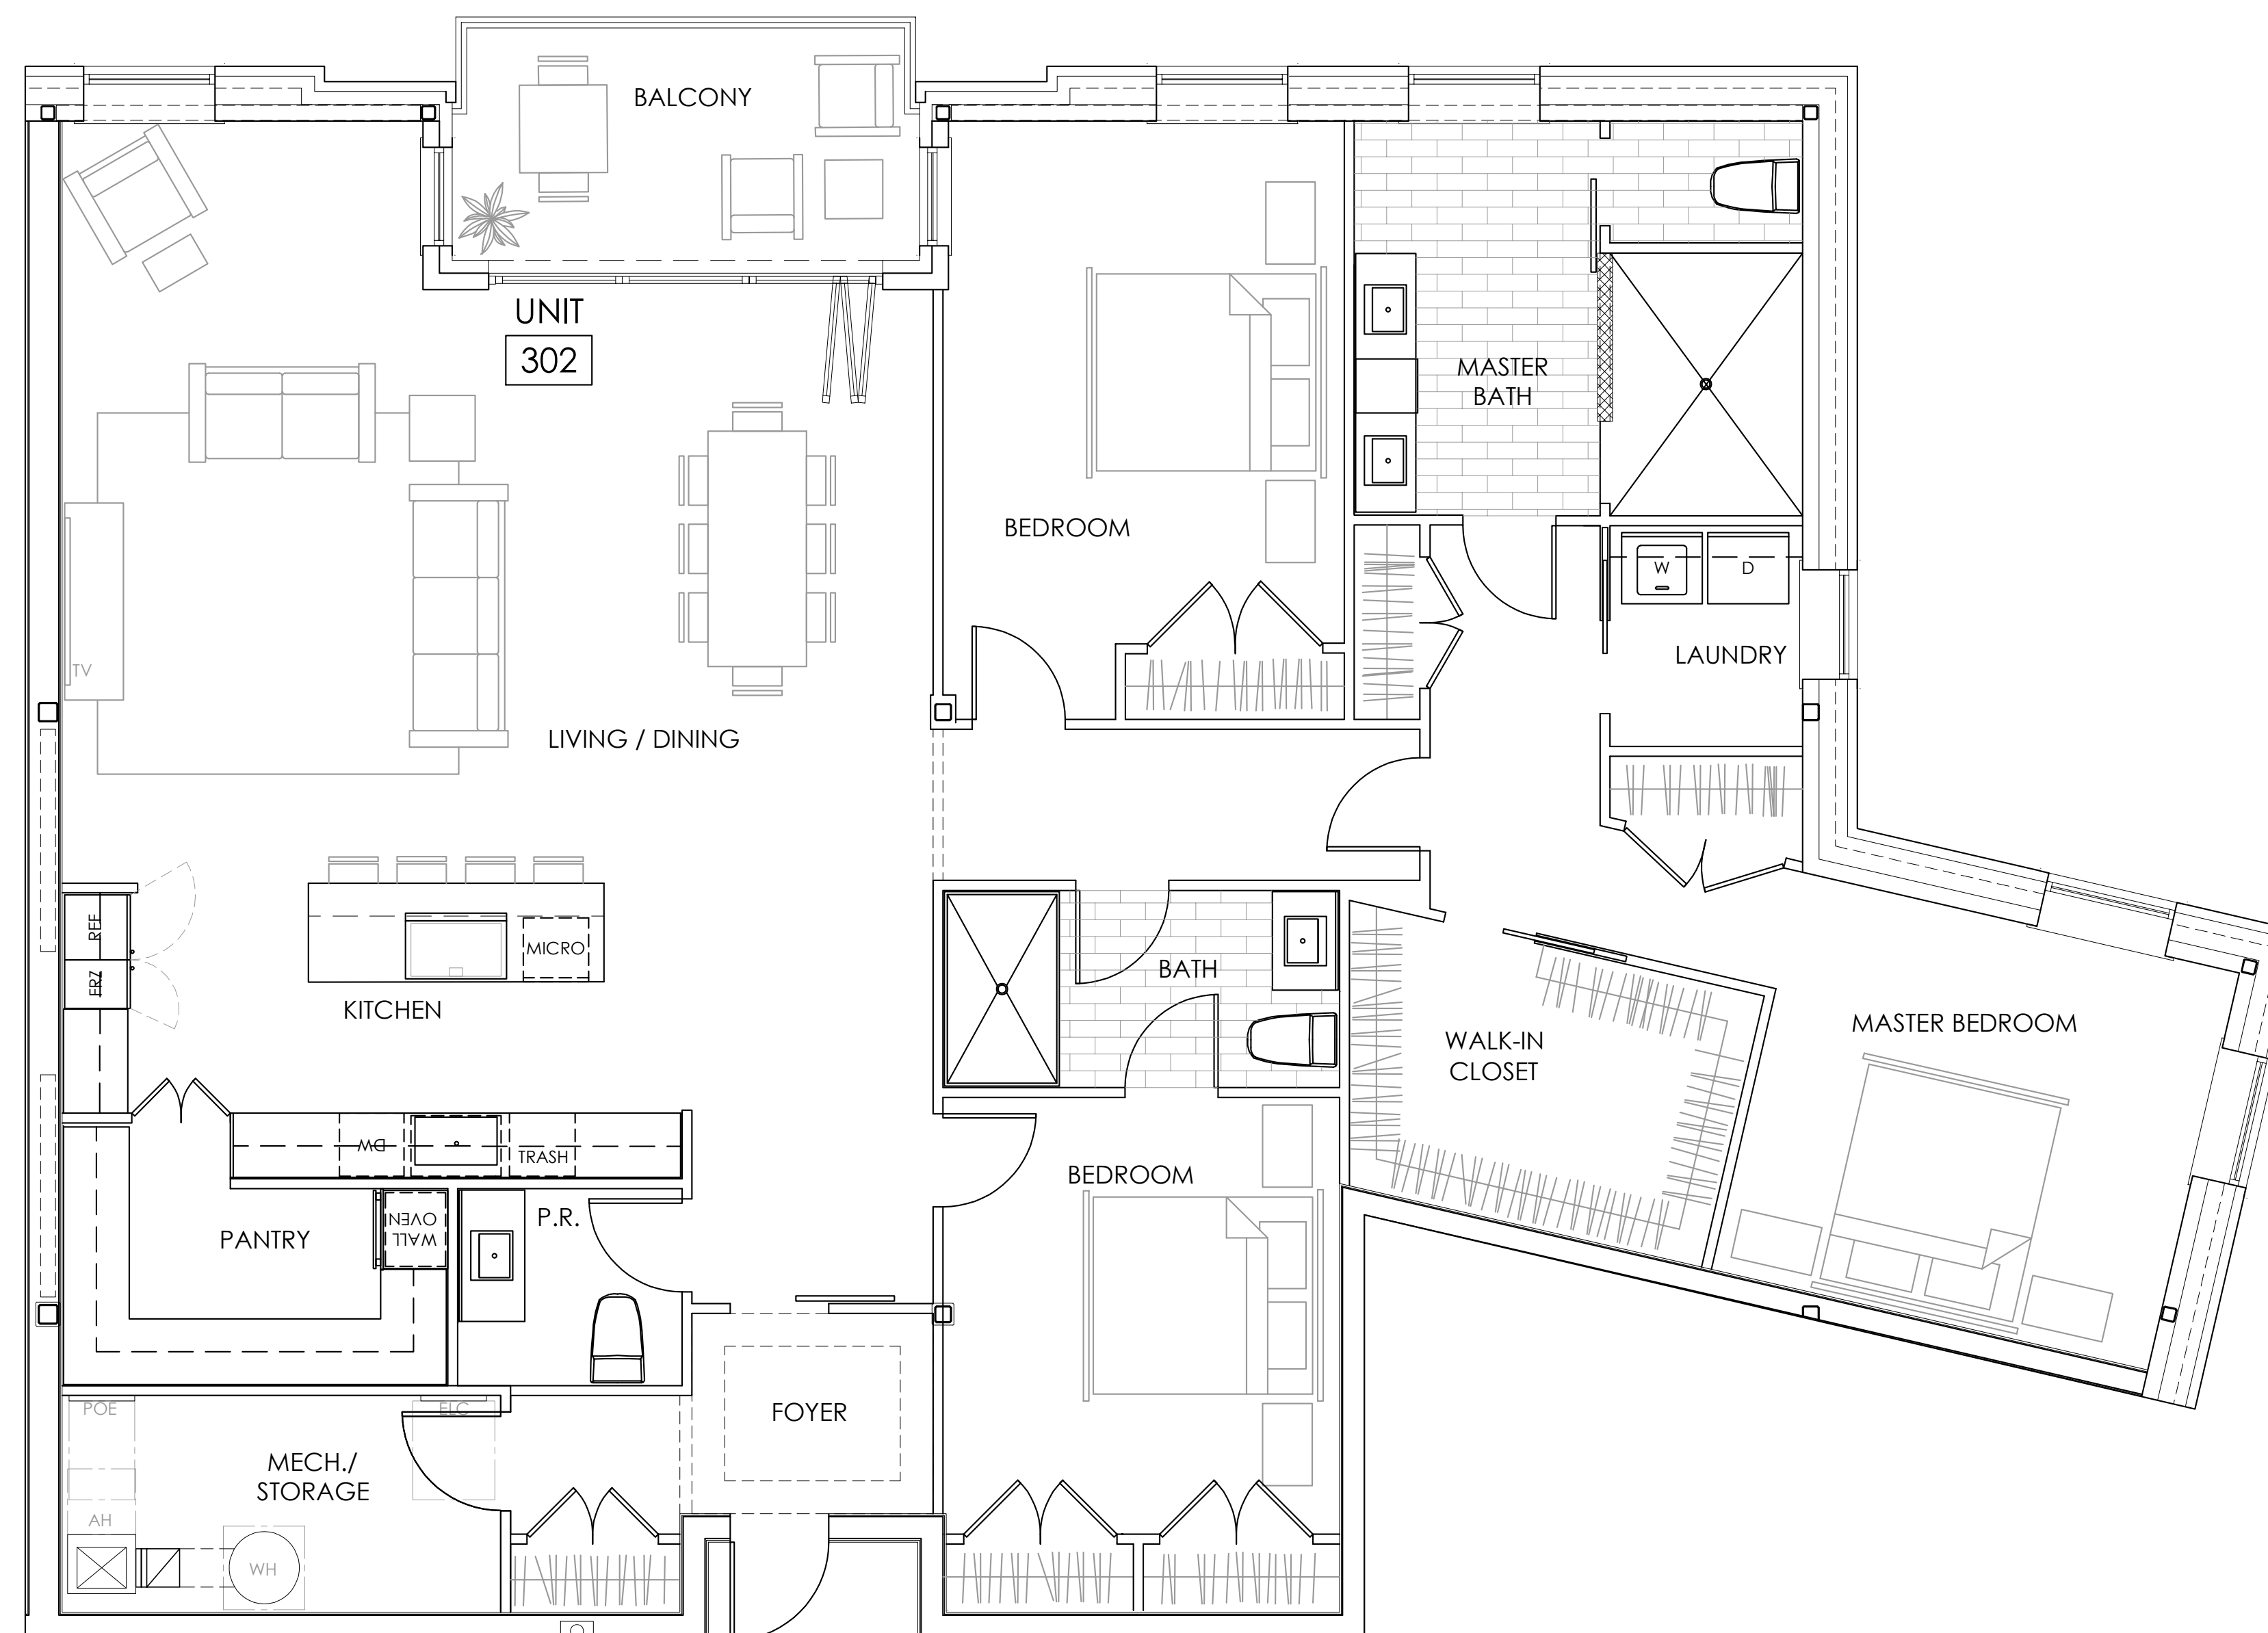 BALCONY
UNIT
302
MASTER
BATH
BEDROOM
W
D
LAUNDRY
TV
LIVING / DINING
REF
FRZ
MICRO
KITCHEN
BATH
WALK-IN
CLOSET
MASTER BEDROOM
DW
TRASH
BEDROOM
PANTRY
WALL
OVEN
P.R.
POE
ELC
FOYER
MECH./
STORAGE
AH
WH